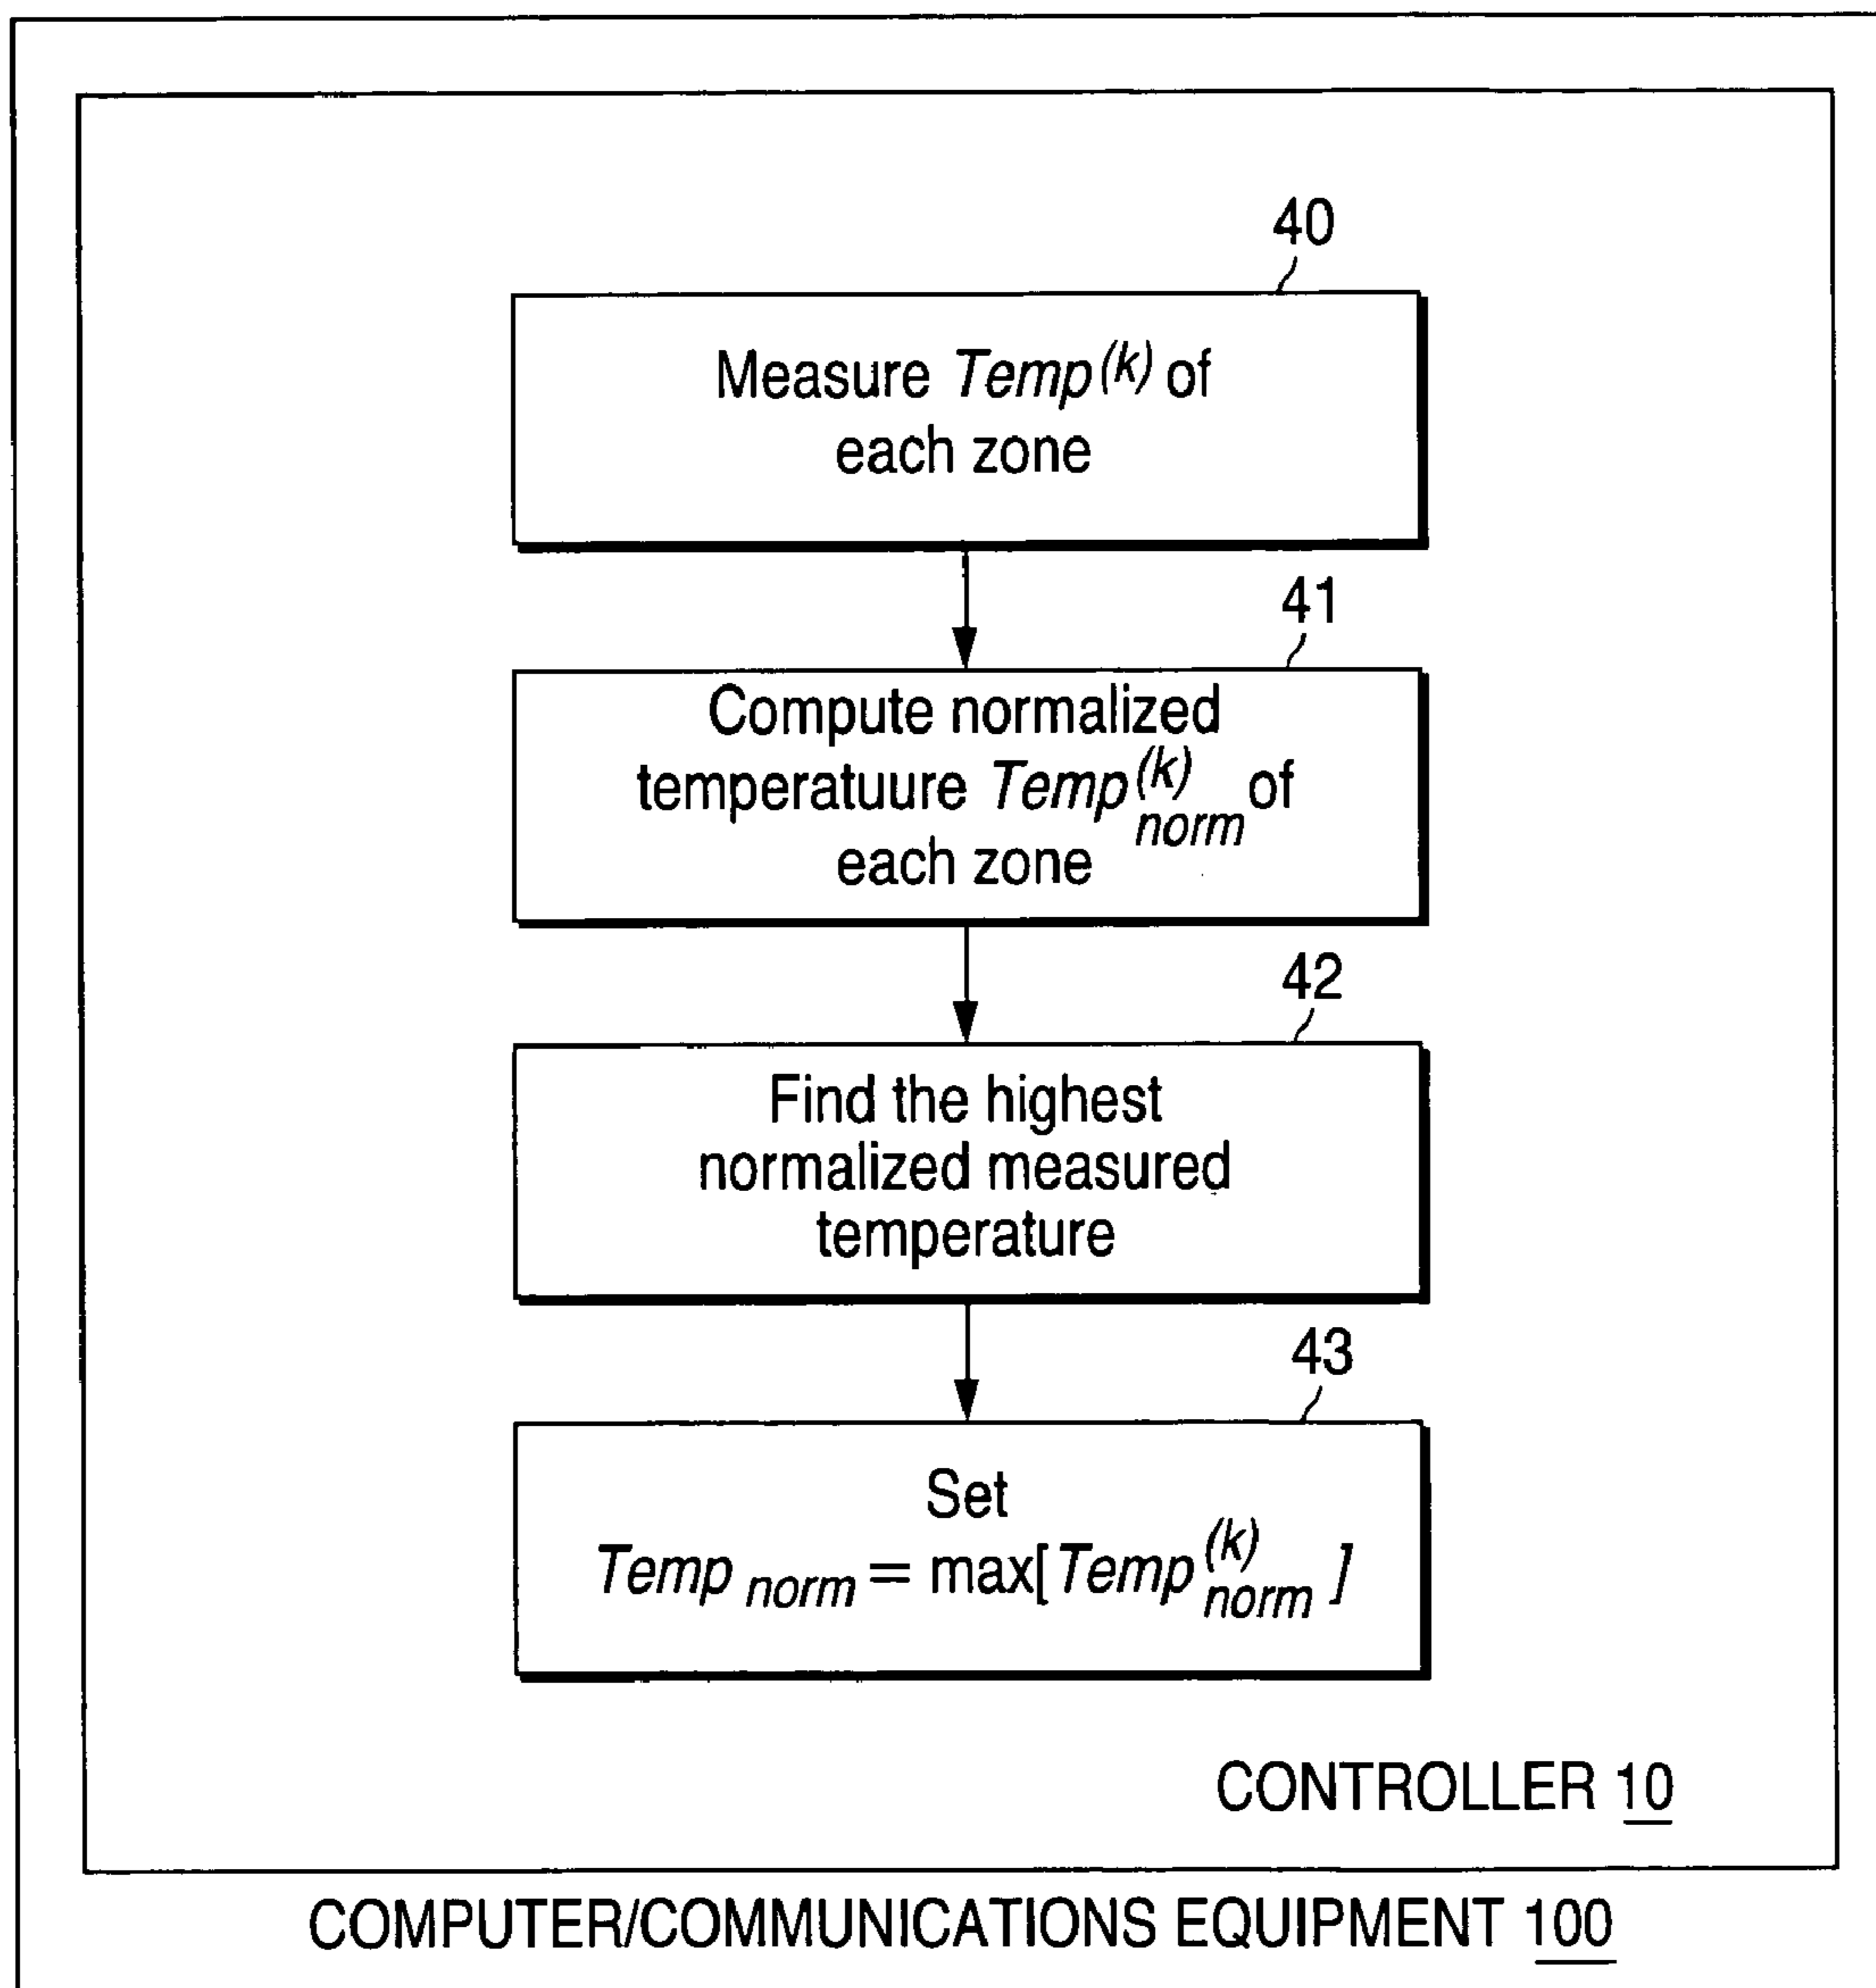 40
Measure Temp(k) of
each zone
41
Compute normalized
temperatuure Temp(k)norm of
each zone
42
Find the highest
normalized measured
temperature
43
Set
Temp norm = max[Temp(k)norm ]
CONTROLLER 10
COMPUTER/COMMUNICATIONS EQUIPMENT 100